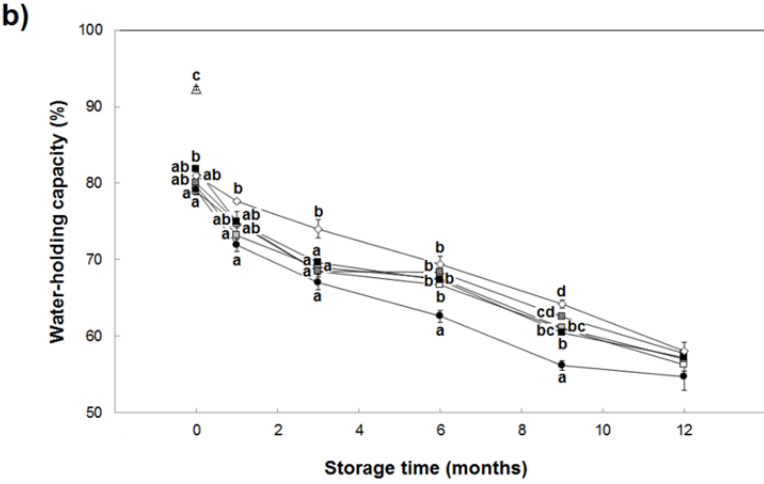 b)
100
90
80
70
60
50
Water-holding capacity (%)
c
b
ab ab
ab
a
a
b
ab
ab ab
a
a
b
a
a a
a
b
b b
b
a
d
cd
bc bc
b
a
0 2 4 6 8 10 12
Storage time (months)